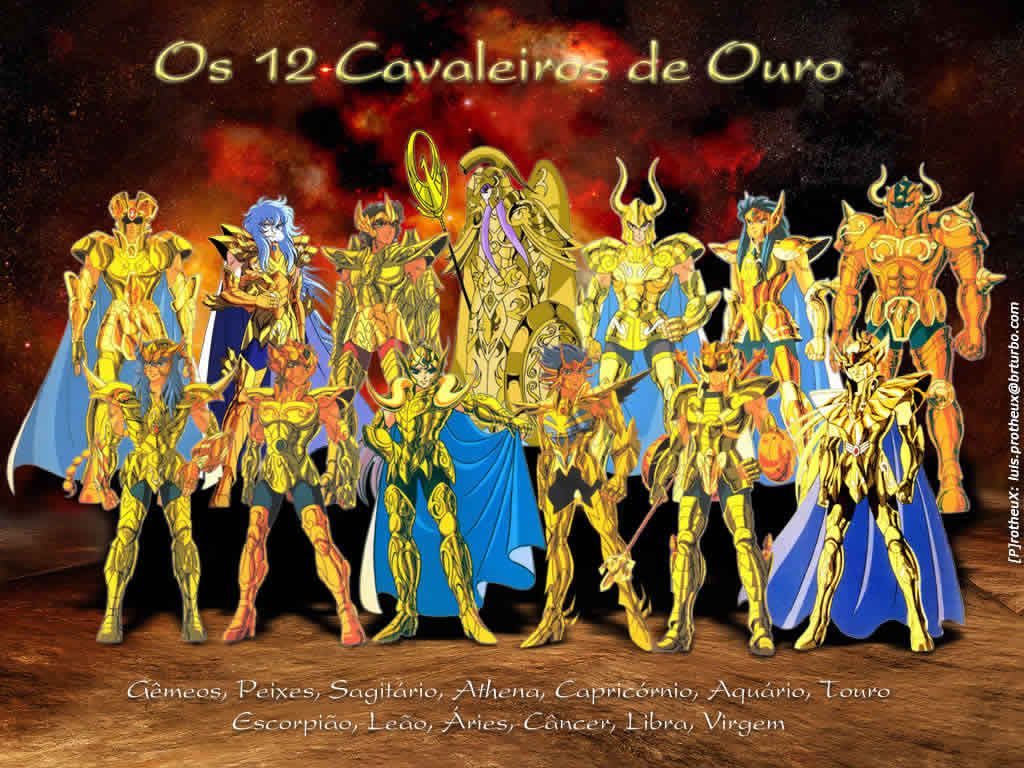 Os 12 Cavaleiros de Ouro
[P]rotheuX: luis.protheux@brturbo.com
Gêmeos, Peixes, Sagitário, Athena, Capricórnio, Aquário, Touro
Escorpião, Leão, Áries, Câncer, Libra, Virgem